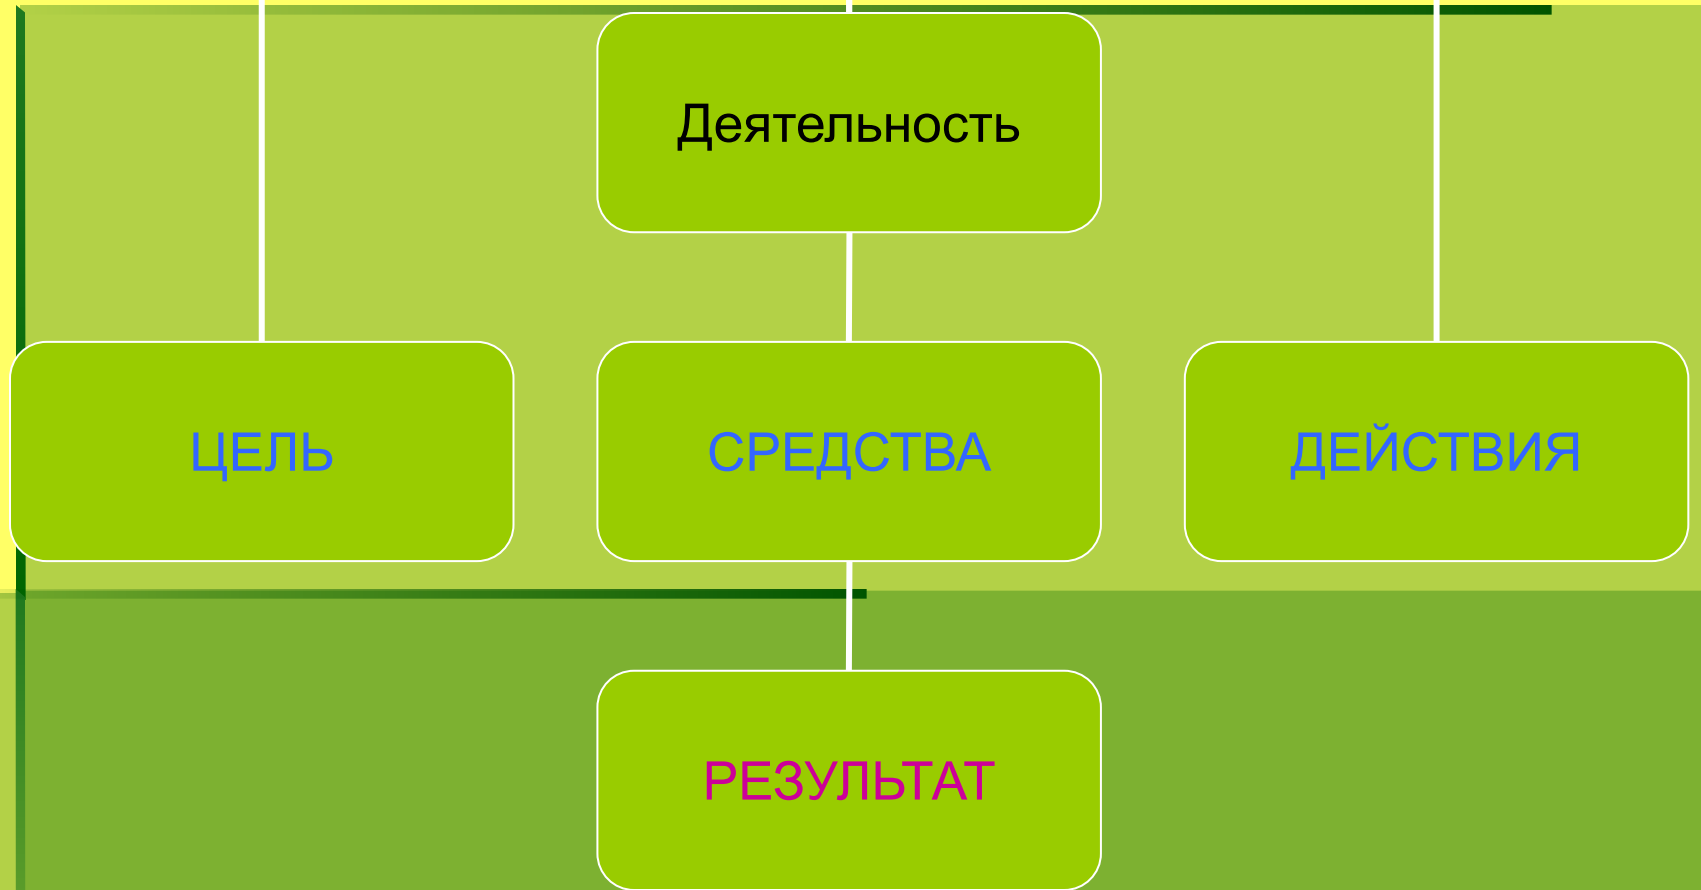 Деятельность
ЦЕЛЬ
СРЕДСТВА
ДЕЙСТВИЯ
РЕЗУЛЬТАТ